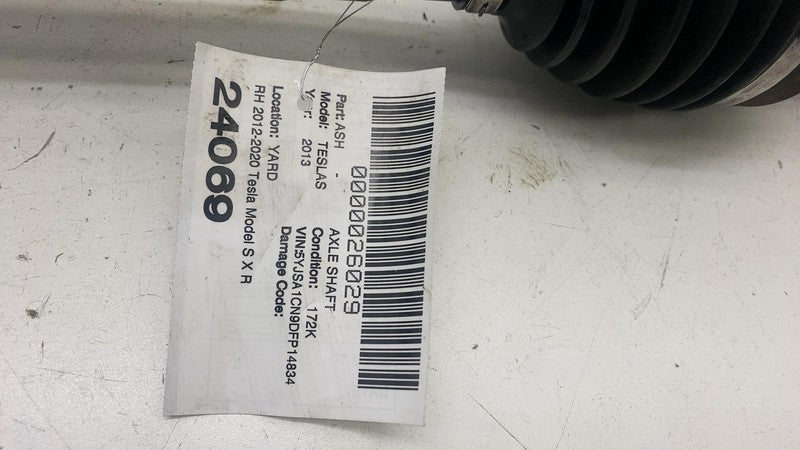 0000026029
Part: ASH - AXLE SHAFT
Model: TESLAS Condition: 172K
Year: 2013 VIN:5YJSA1CN9DFP14834
Damage Code:
Location: YARD
RH 2012-2020 Tesla Model S X R
24069